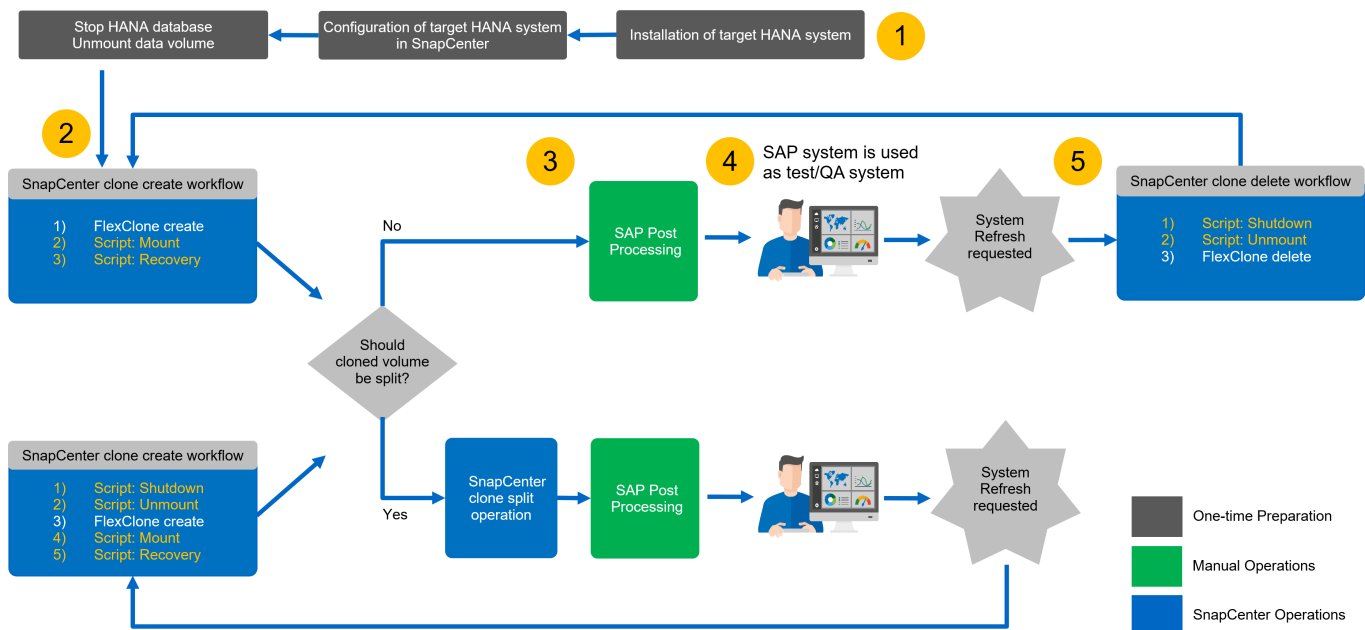 Stop HANA database
Unmount data volume
Configuration of target HANA system
in SnapCenter
Installation of target HANA system
1
2
SnapCenter clone create workflow
1) FlexClone create
2) Script: Mount
3) Script: Recovery
No
3
SAP Post
Processing
4
SAP system is used
as test/QA system
System
Refresh
requested
5
SnapCenter clone delete workflow
1) Script: Shutdown
2) Script: Unmount
3) FlexClone delete
Should
cloned volume
be split?
SnapCenter clone create workflow
1) Script: Shutdown
2) Script: Unmount
3) FlexClone create
4) Script: Mount
5) Script: Recovery
Yes
SnapCenter
clone split
operation
SAP Post
Processing
System
Refresh
requested
One-time Preparation
Manual Operations
SnapCenter Operations